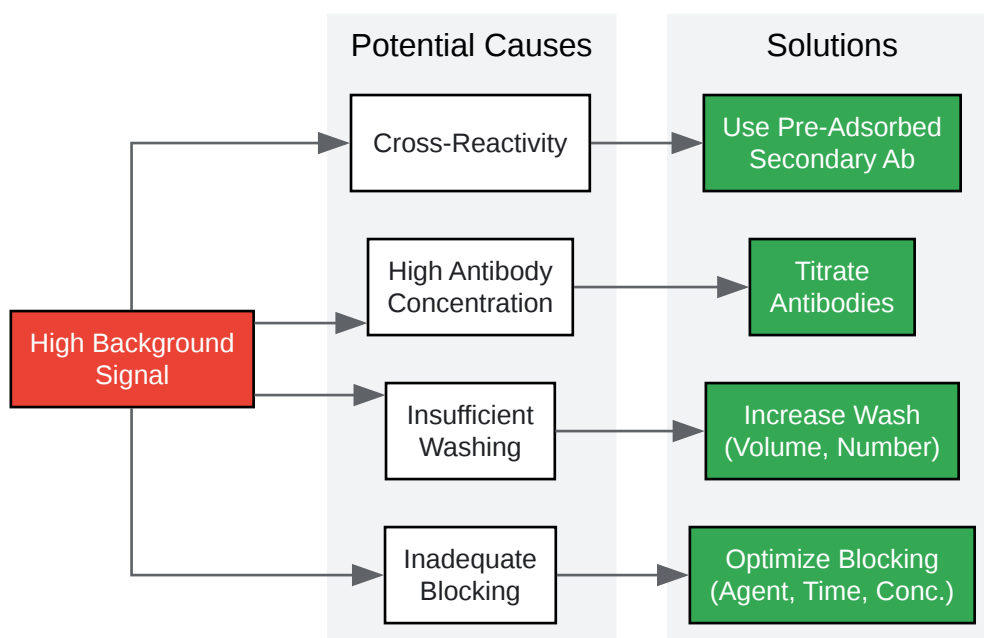 Potential Causes
Solutions
Cross-Reactivity
Use Pre-Adsorbed
Secondary Ab
High Antibody
Concentration
Titrate
Antibodies
High Background
Signal
Insufficient
Washing
Increase Wash
(Volume, Number)
Inadequate
Blocking
Optimize Blocking
(Agent, Time, Conc.)